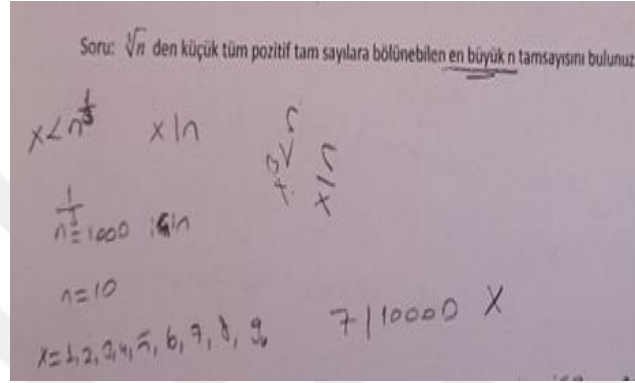 Soru: ∛n den küçük tüm pozitif tam sayılara bölünebilen en büyük n tamsayısını bulunuz
x<n^(1/3) x|n
x|n
n^(1/3)=1000 için
n=10
7|10000 X
x=1,2,3,4,5,6,7,8,9